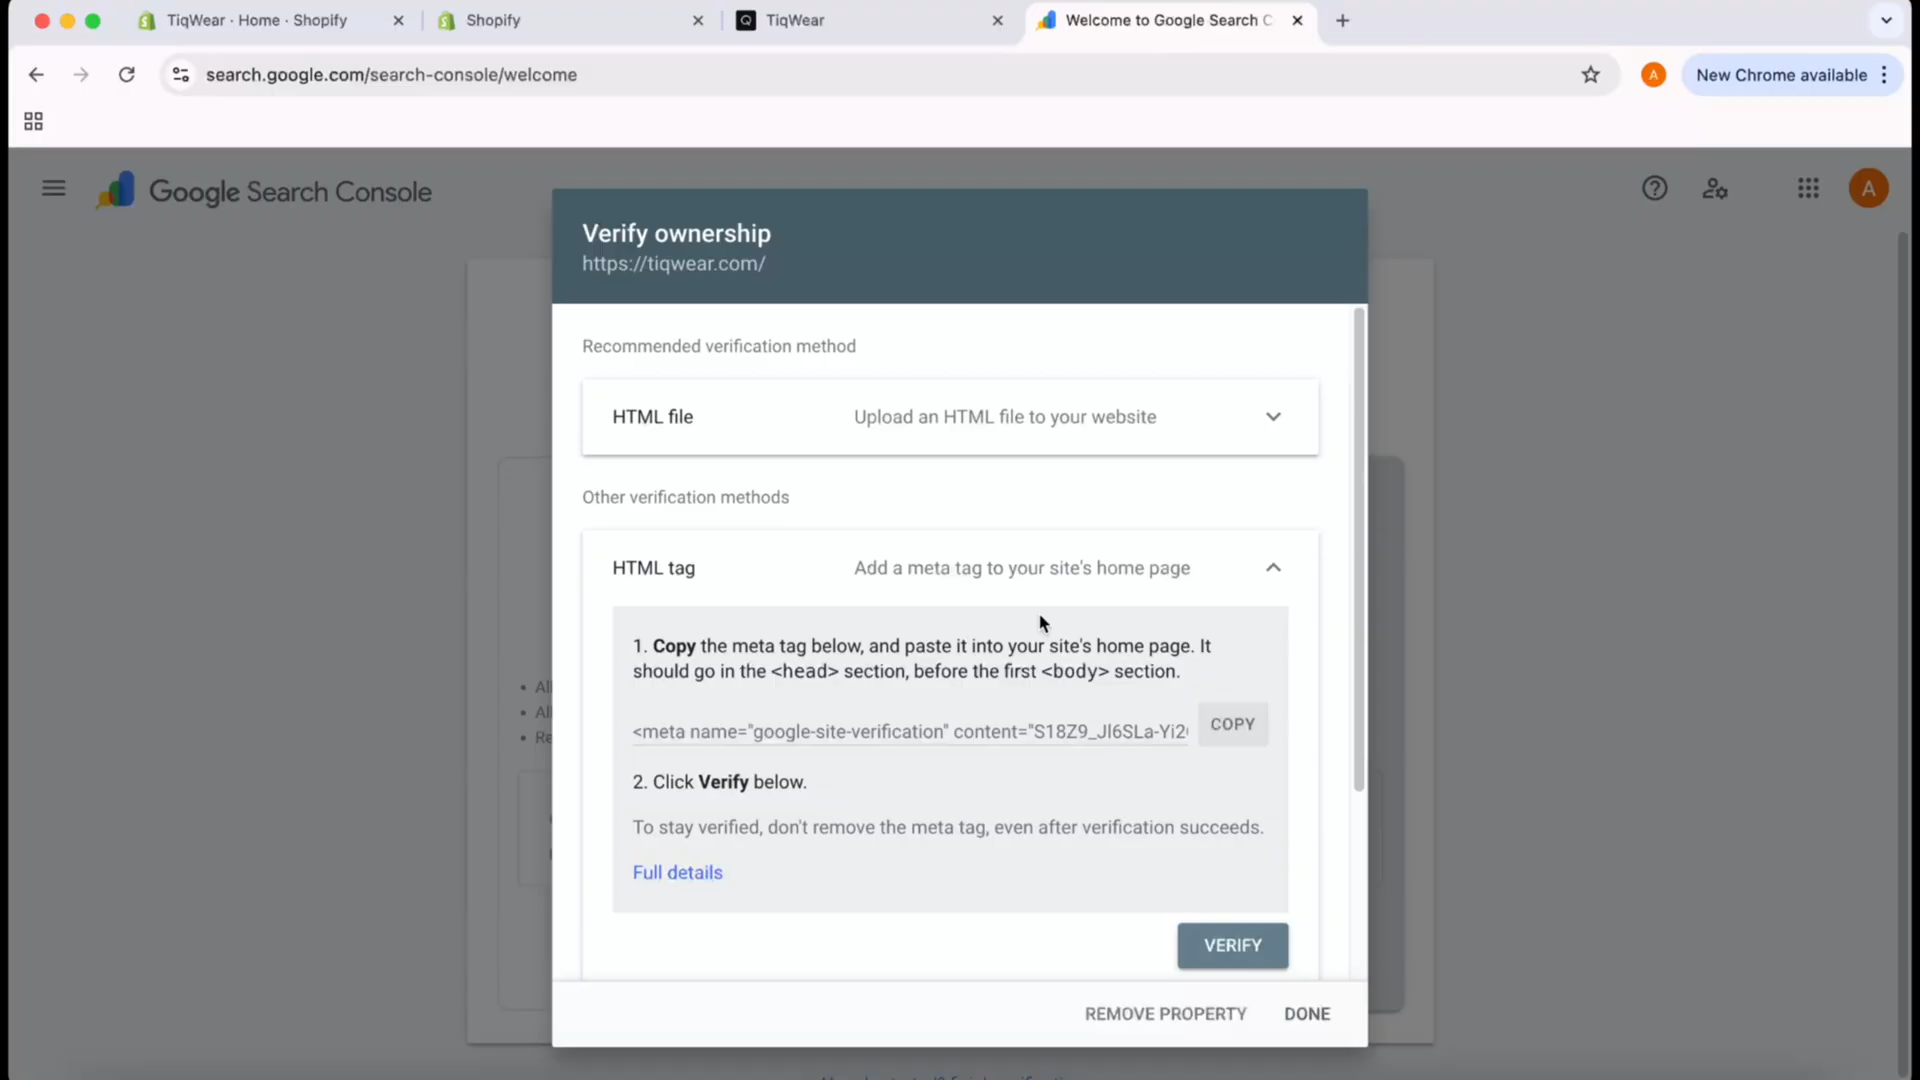 TiqWear · Home · Shopify
Shopify
TiqWear
Welcome to Google Search C
search.google.com/search-console/welcome
A
New Chrome available
Google Search Console
A
Verify ownership
https://tiqwear.com/
Recommended verification method
HTML file
Upload an HTML file to your website
Other verification methods
HTML tag
Add a meta tag to your site's home page
1. Copy the meta tag below, and paste it into your site's home page. It
should go in the <head> section, before the first <body> section.
<meta name="google-site-verification" content="S18Z9_Jl6SLa-Yi2
COPY
2. Click Verify below.
To stay verified, don't remove the meta tag, even after verification succeeds.
Full details
VERIFY
REMOVE PROPERTY
DONE